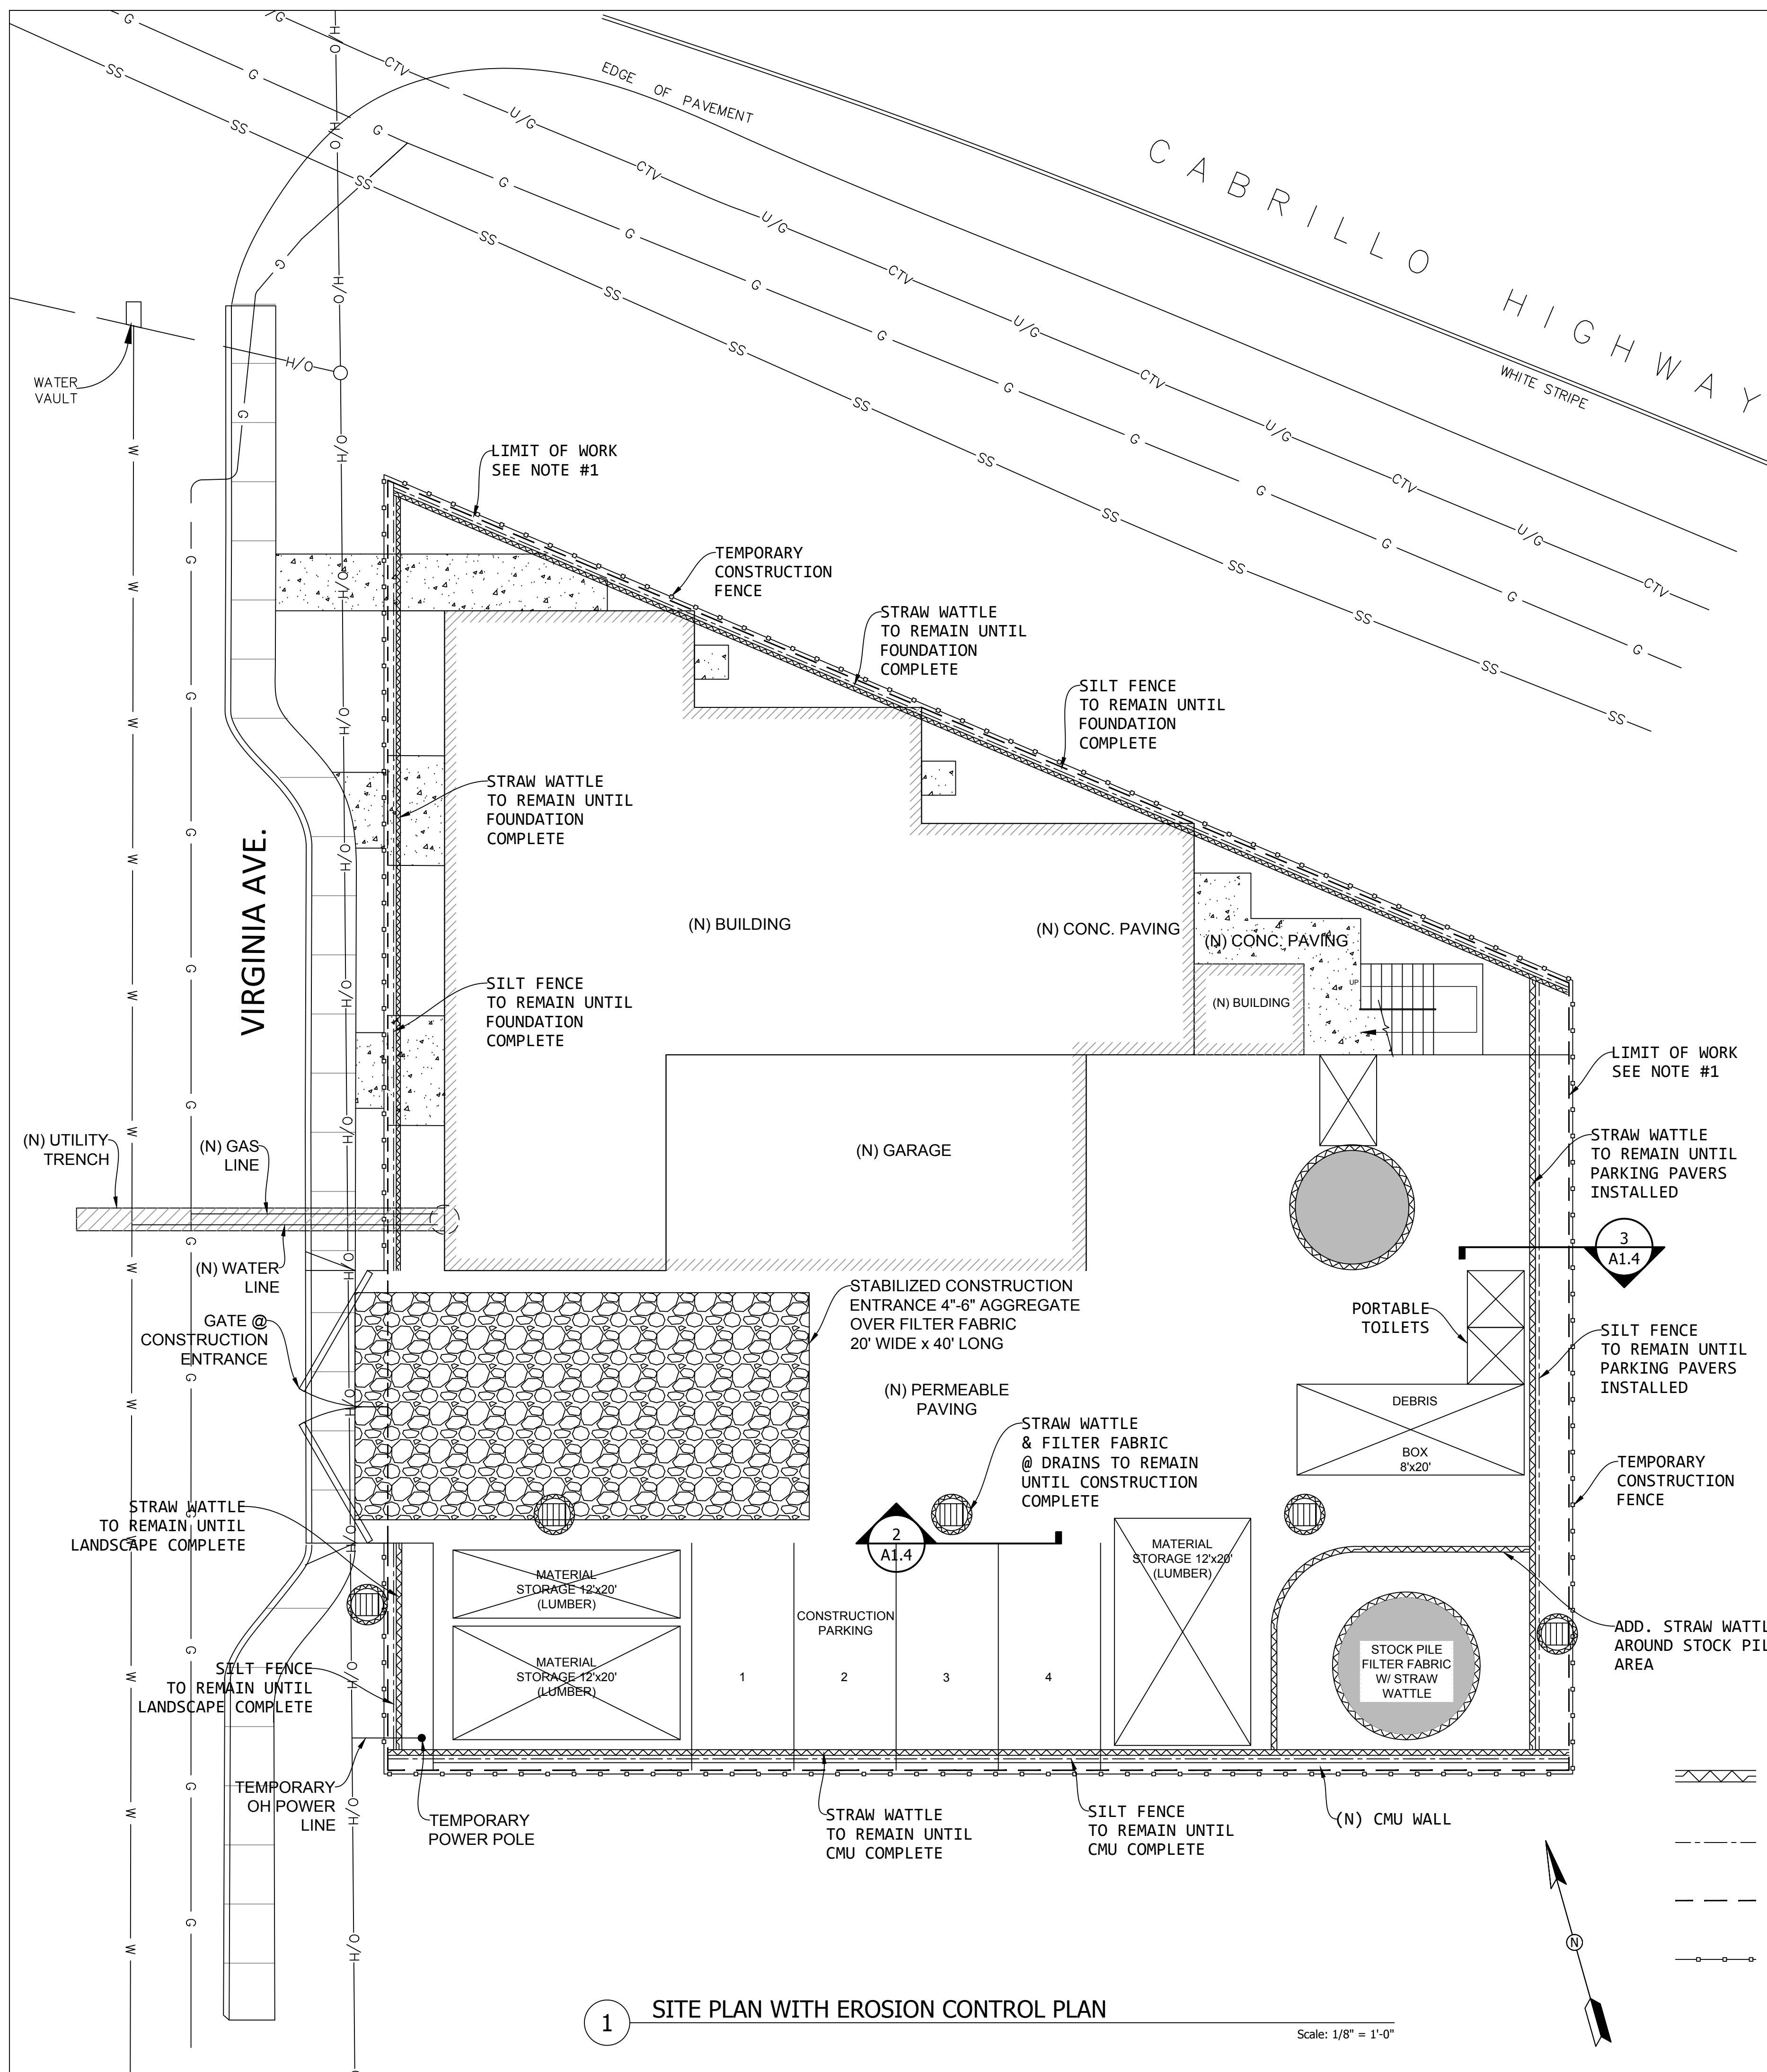 EDGE OF PAVEMENT
CABRILLO HIGHWAY
WHITE STRIPE
WATER
VAULT
LIMIT OF WORK
SEE NOTE #1
TEMPORARY
CONSTRUCTION
FENCE
STRAW WATTLE
TO REMAIN UNTIL
FOUNDATION
COMPLETE
SILT FENCE
TO REMAIN UNTIL
FOUNDATION
COMPLETE
STRAW WATTLE
TO REMAIN UNTIL
FOUNDATION
COMPLETE
VIRGINIA AVE.
(N) BUILDING
(N) CONC. PAVING
(N) CONC. PAVING
SILT FENCE
TO REMAIN UNTIL
FOUNDATION
COMPLETE
UP
(N) BUILDING
LIMIT OF WORK
SEE NOTE #1
(N) UTILITY
TRENCH
(N) GAS
LINE
(N) GARAGE
STRAW WATTLE
TO REMAIN UNTIL
PARKING PAVERS
INSTALLED
3
A1.4
(N) WATER
LINE
GATE @
CONSTRUCTION
ENTRANCE
STABILIZED CONSTRUCTION
ENTRANCE 4"-6" AGGREGATE
OVER FILTER FABRIC
20' WIDE x 40' LONG
PORTABLE
TOILETS
SILT FENCE
TO REMAIN UNTIL
PARKING PAVERS
INSTALLED
(N) PERMEABLE
PAVING
DEBRIS
BOX
8'x20'
STRAW WATTLE
& FILTER FABRIC
@ DRAINS TO REMAIN
UNTIL CONSTRUCTION
COMPLETE
TEMPORARY
CONSTRUCTION
FENCE
STRAW WATTLE
TO REMAIN UNTIL
LANDSCAPE COMPLETE
2
A1.4
MATERIAL
STORAGE 12'x20'
(LUMBER)
MATERIAL
STORAGE 12'x20'
(LUMBER)
CONSTRUCTION
PARKING
ADD. STRAW WATTL
AROUND STOCK PIL
AREA
STOCK PILE
FILTER FABRIC
W/ STRAW
WATTLE
MATERIAL
STORAGE 12'x20'
(LUMBER)
1
2
3
4
SILT FENCE
TO REMAIN UNTIL
LANDSCAPE COMPLETE
TEMPORARY
OH POWER
LINE
TEMPORARY
POWER POLE
STRAW WATTLE
TO REMAIN UNTIL
CMU COMPLETE
SILT FENCE
TO REMAIN UNTIL
CMU COMPLETE
(N) CMU WALL
N
1
SITE PLAN WITH EROSION CONTROL PLAN
Scale: 1/8" = 1'-0"